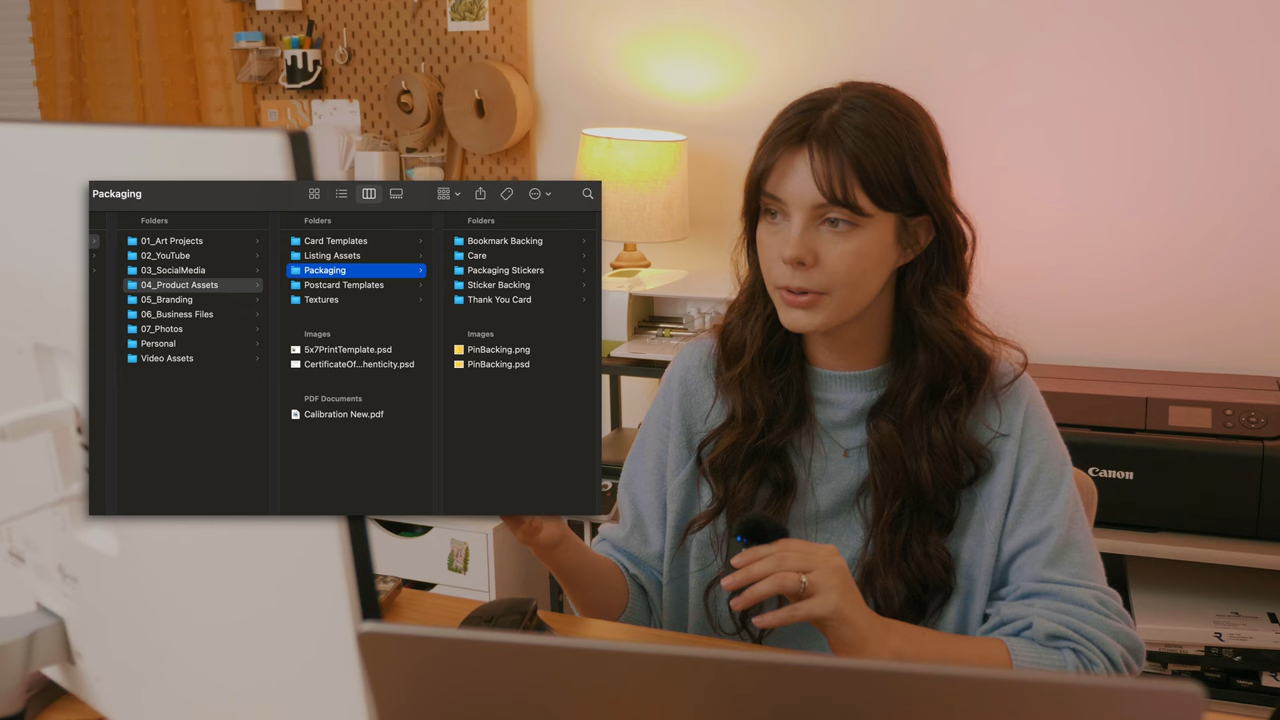 Packaging
Folders
01_Art Projects
02_YouTube
03_SocialMedia
04_Product Assets
05_Branding
06_Business Files
07_Photos
Personal
Video Assets
Folders
Card Templates
Listing Assets
Packaging
Postcard Templates
Textures
Images
5x7PrintTemplate.psd
CertificateOf...henticity.psd
PDF Documents
Calibration New.pdf
Folders
Bookmark Backing
Care
Packaging Stickers
Sticker Backing
Thank You Card
Images
PinBacking.png
PinBacking.psd
Canon